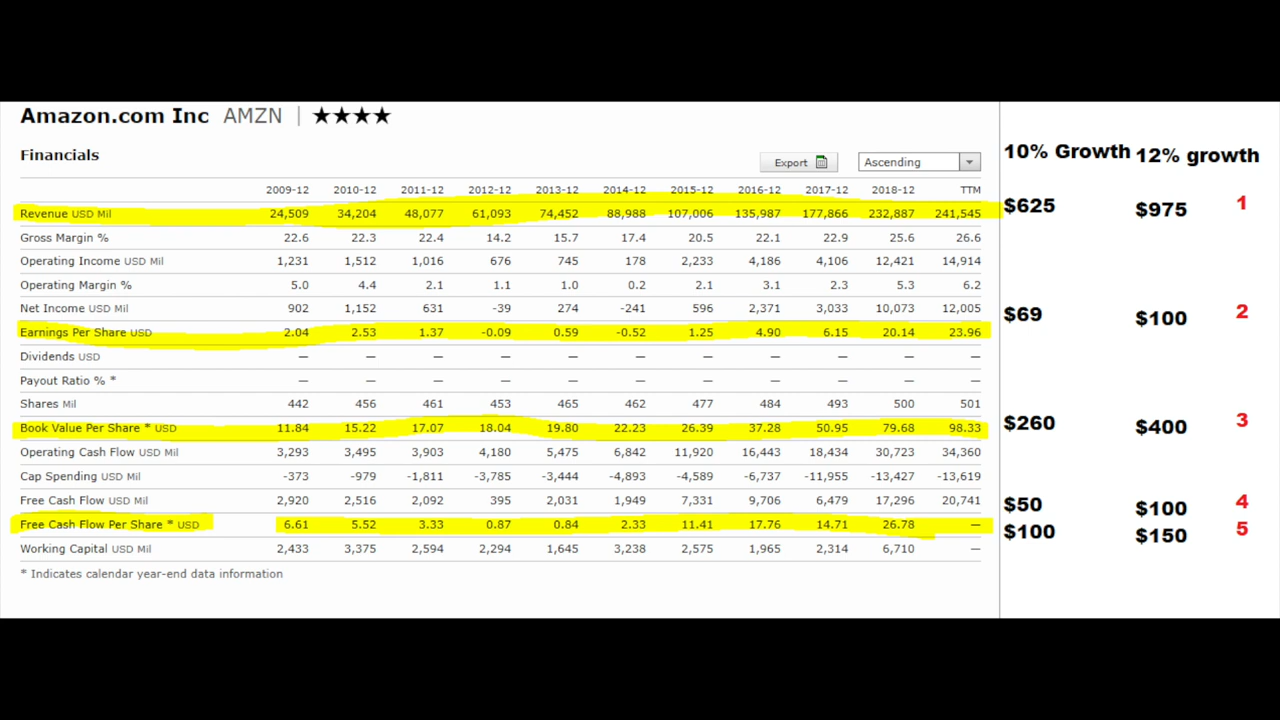 Amazon.com Inc AMZN | ★★★★
10% Growth 12% growth
Financials
Export Ascending
2009-12 2010-12 2011-12 2012-12 2013-12 2014-12 2015-12 2016-12 2017-12 2018-12 TTM
Revenue USD Mil 24,509 34,204 48,077 61,093 74,452 88,988 107,006 135,987 177,866 232,887 241,545 $625 $975 1
Gross Margin % 22.6 22.3 22.4 14.2 15.7 17.4 20.5 22.1 22.9 25.6 26.6
Operating Income USD Mil 1,231 1,512 1,016 676 745 178 2,233 4,186 4,106 12,421 14,914
Operating Margin % 5.0 4.4 2.1 1.1 1.0 0.2 2.1 3.1 2.3 5.3 6.2
Net Income USD Mil 902 1,152 631 -39 274 -241 596 2,371 3,033 10,073 12,005
Earnings Per Share USD 2.04 2.53 1.37 -0.09 0.59 -0.52 1.25 4.90 6.15 20.14 23.96 $69 $100 2
Dividends USD — — — — — — — — — — —
Payout Ratio % * — — — — — — — — — — —
Shares Mil 442 456 461 453 465 462 477 484 493 500 501
Book Value Per Share * USD 11.84 15.22 17.07 18.04 19.80 22.23 26.39 37.28 50.95 79.68 98.33 $260 $400 3
Operating Cash Flow USD Mil 3,293 3,495 3,903 4,180 5,475 6,842 11,920 16,443 18,434 30,723 34,360
Cap Spending USD Mil -373 -979 -1,811 -3,785 -3,444 -4,893 -4,589 -6,737 -11,955 -13,427 -13,619
Free Cash Flow USD Mil 2,920 2,516 2,092 395 2,031 1,949 7,331 9,706 6,479 17,296 20,741 $50 $100 4
Free Cash Flow Per Share * USD 6.61 5.52 3.33 0.87 0.84 2.33 11.41 17.76 14.71 26.78 — $100 $150 5
Working Capital USD Mil 2,433 3,375 2,594 2,294 1,645 3,238 2,575 1,965 2,314 6,710 —
* Indicates calendar year-end data information